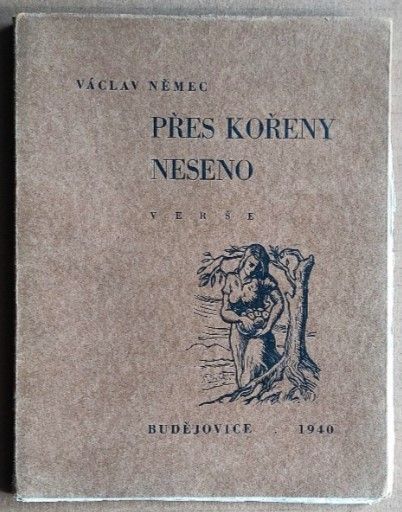 VÁCLAV NĚMEC
PŘES KOŘENY
NESENO
VERŠE
BUDĚJOVICE . 1940